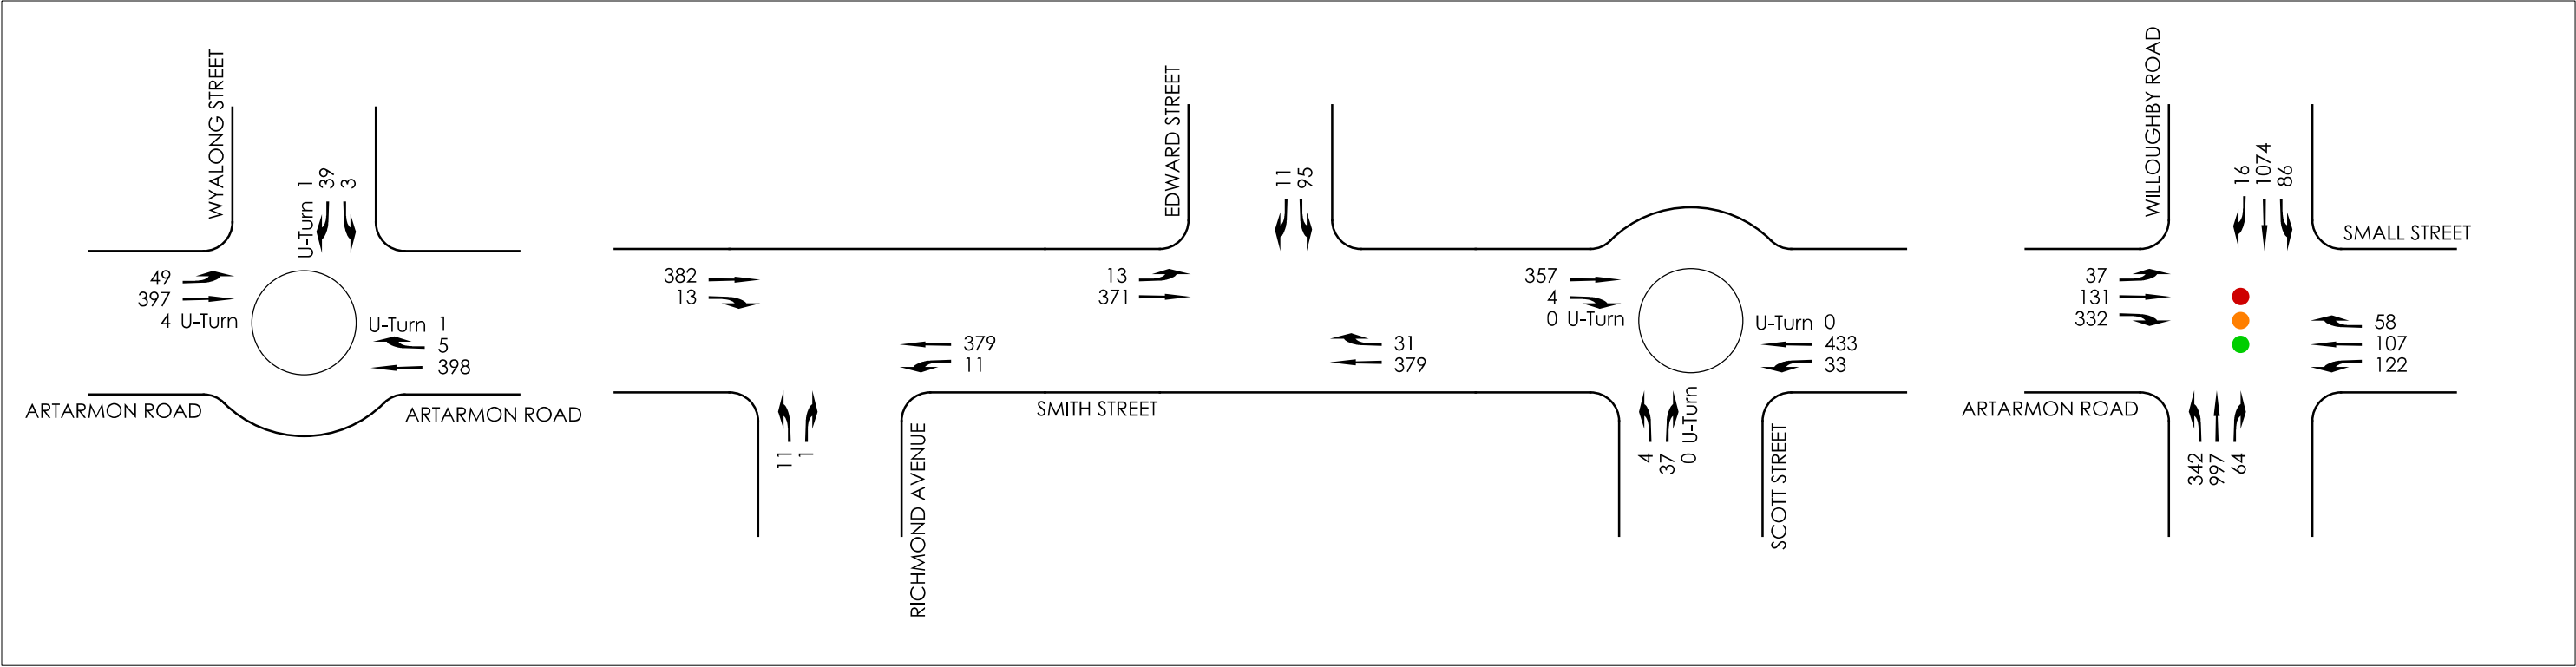 WYALONG STREET
U-Turn 1
39
3
49
397
4 U-Turn
U-Turn 1
5
398
ARTARMON ROAD
ARTARMON ROAD
382
13
379
11
11
1
RICHMOND AVENUE
SMITH STREET
EDWARD STREET
11
95
13
371
31
379
357
4
0 U-Turn
U-Turn 0
433
33
4
37
0 U-Turn
SCOTT STREET
WILLOUGHBY ROAD
16
1074
86
SMALL STREET
37
131
332
58
107
122
ARTARMON ROAD
342
997
64